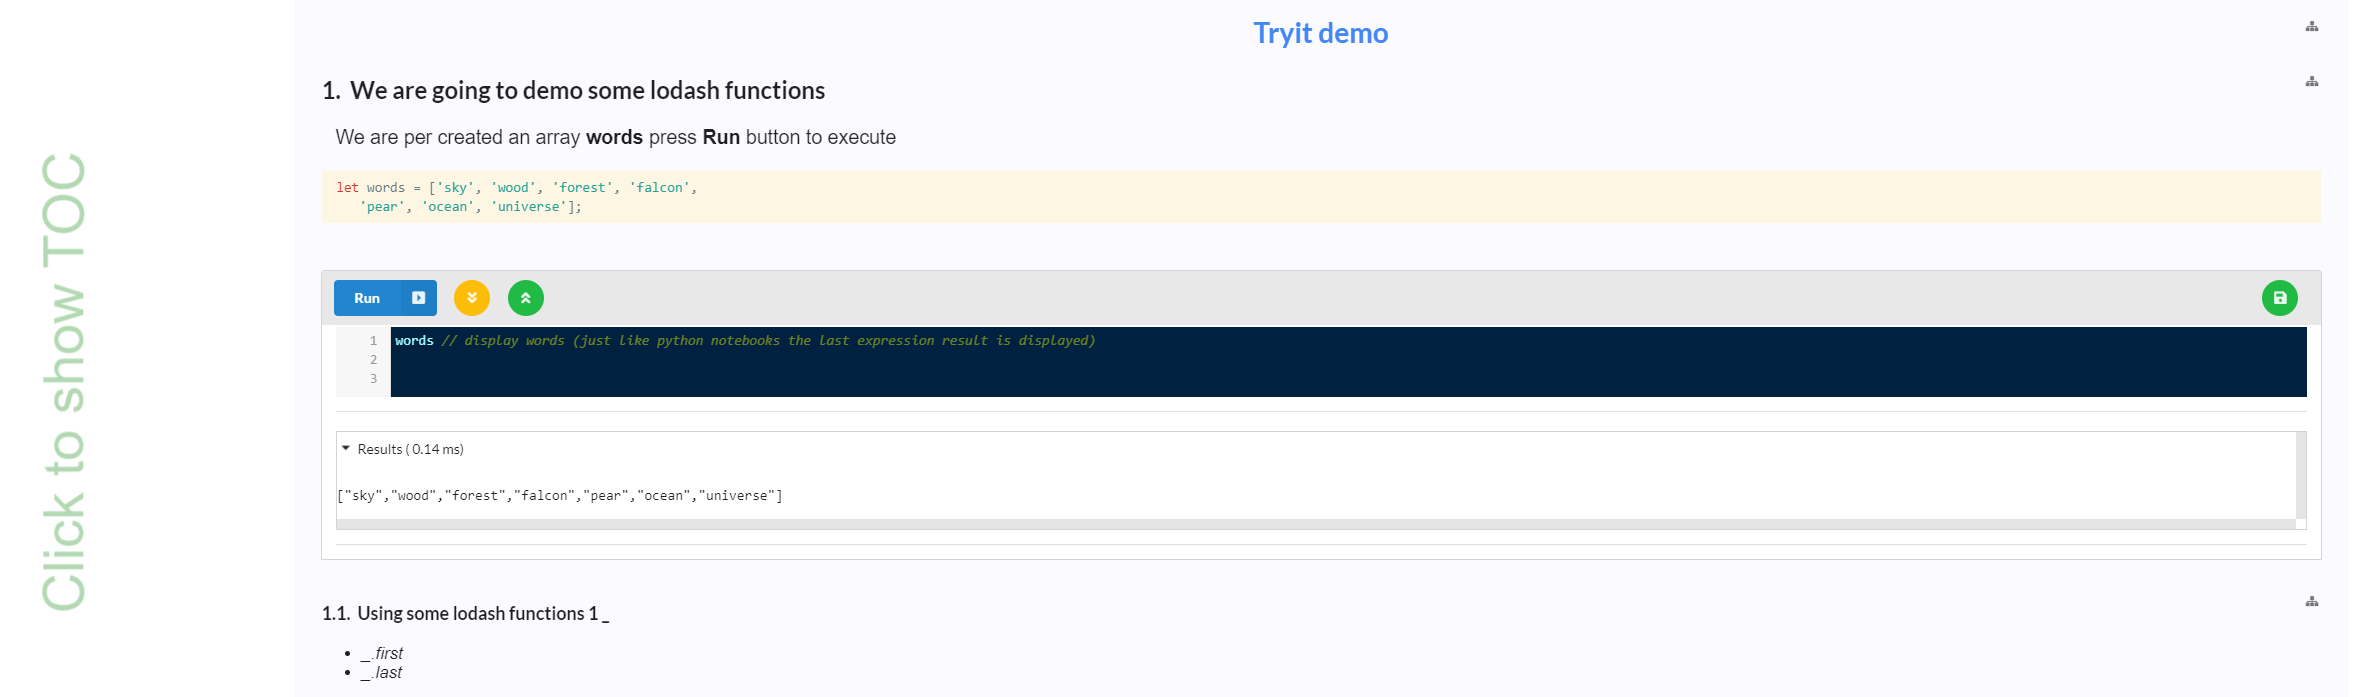 Click to show TOC
Tryit demo
1. We are going to demo some lodash functions
We are per created an array words press Run button to execute
let words = ['sky', 'wood', 'forest', 'falcon',
'pear', 'ocean', 'universe'];
Run
1 words // display words (just like python notebooks the last expression result is displayed)
2
3
Results ( 0.14 ms)
["sky","wood","forest","falcon","pear","ocean","universe"]
1.1. Using some lodash functions 1 _
• _.first
• _.last